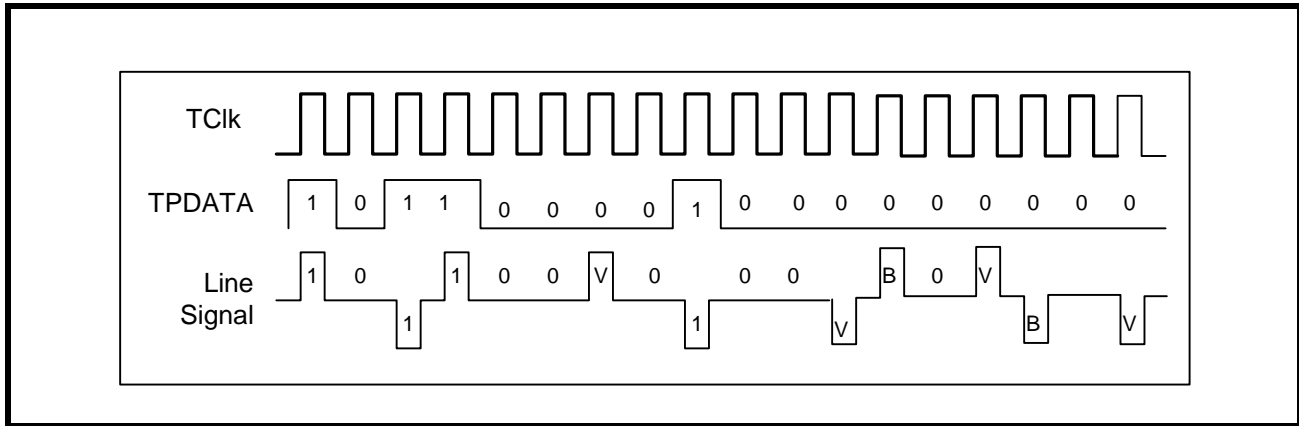 TClk
TPDATA 1 0 1 1 0 0 0 0 1 0 0 0 0 0 0 0 0 0
Line Signal 1 0 1 1 0 0 V 0 1 0 0 V B 0 V B V